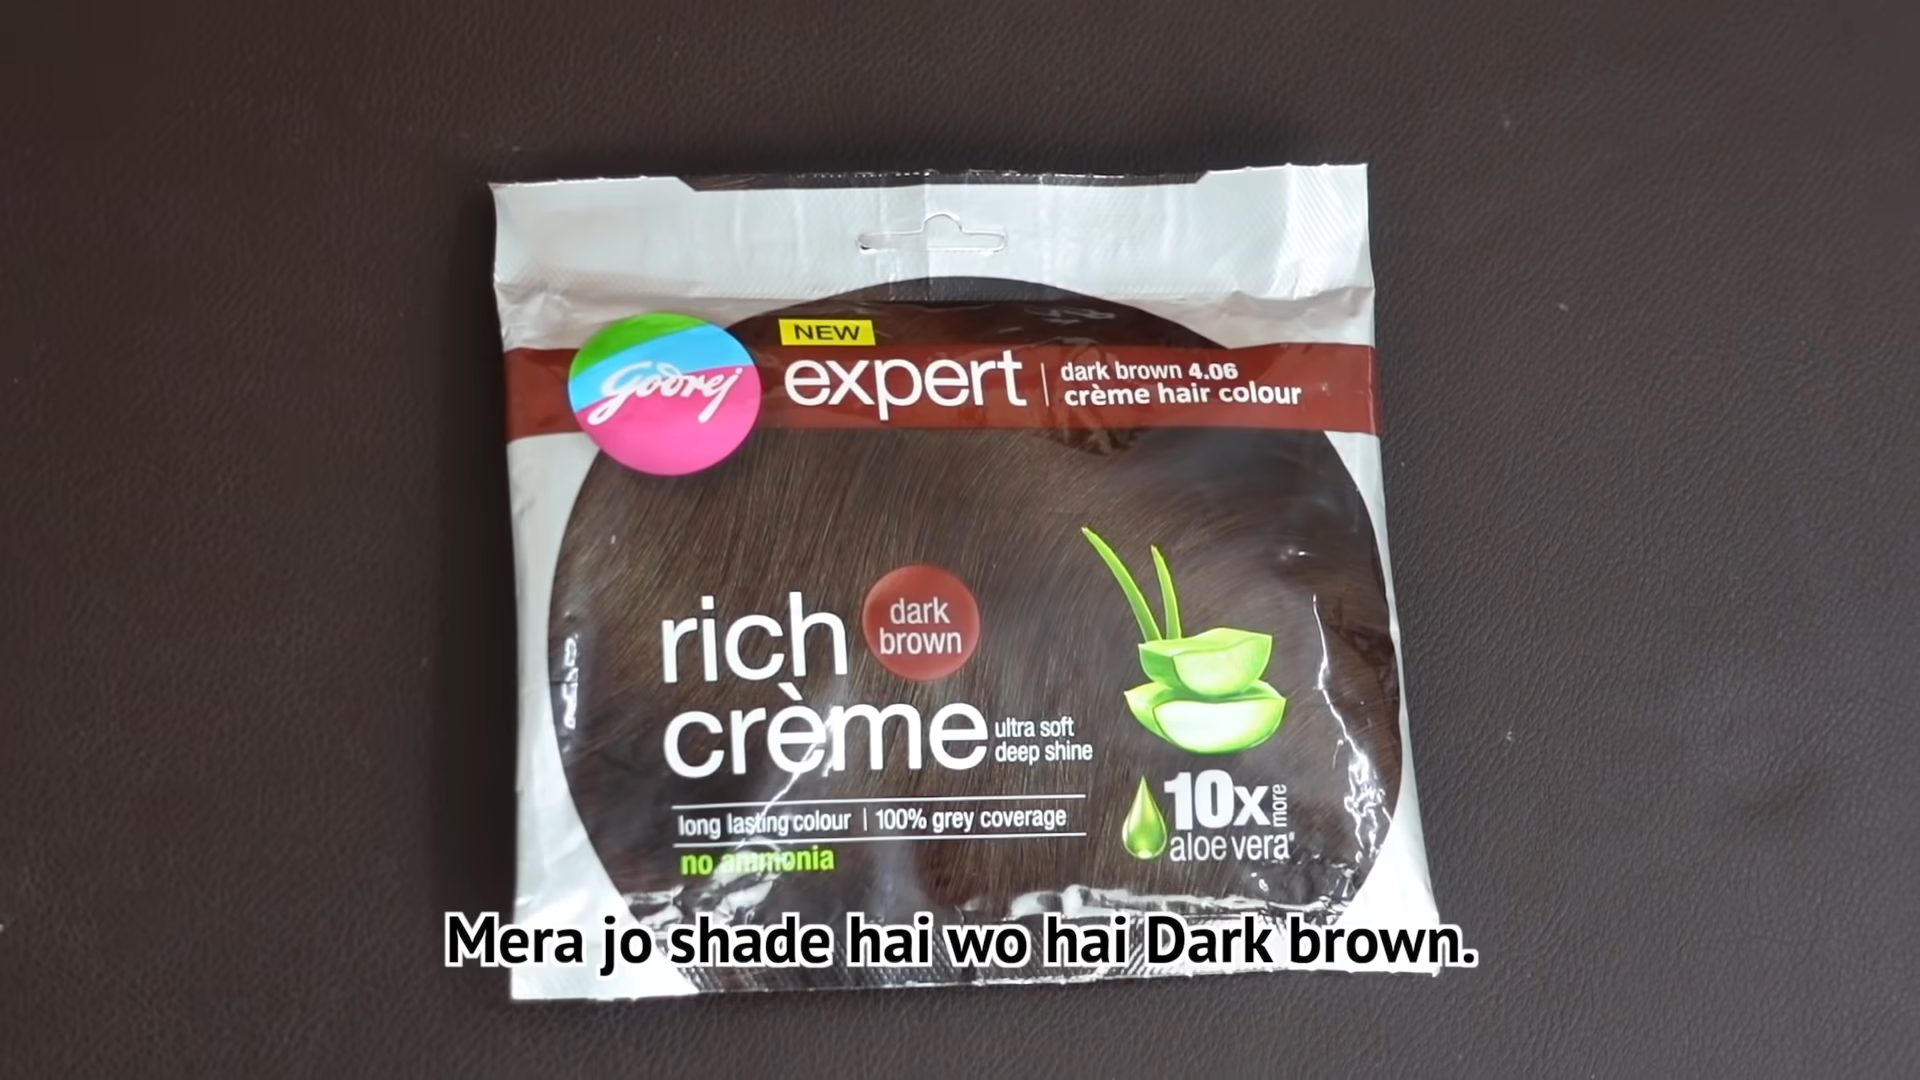 NEW
Godrej
expert
dark brown 4.06
crème hair colour
rich
crème
dark
brown
ultra soft
deep shine
long lasting colour | 100% grey coverage
no ammonia
10x
more
aloe vera*
Mera jo shade hai wo hai Dark brown.